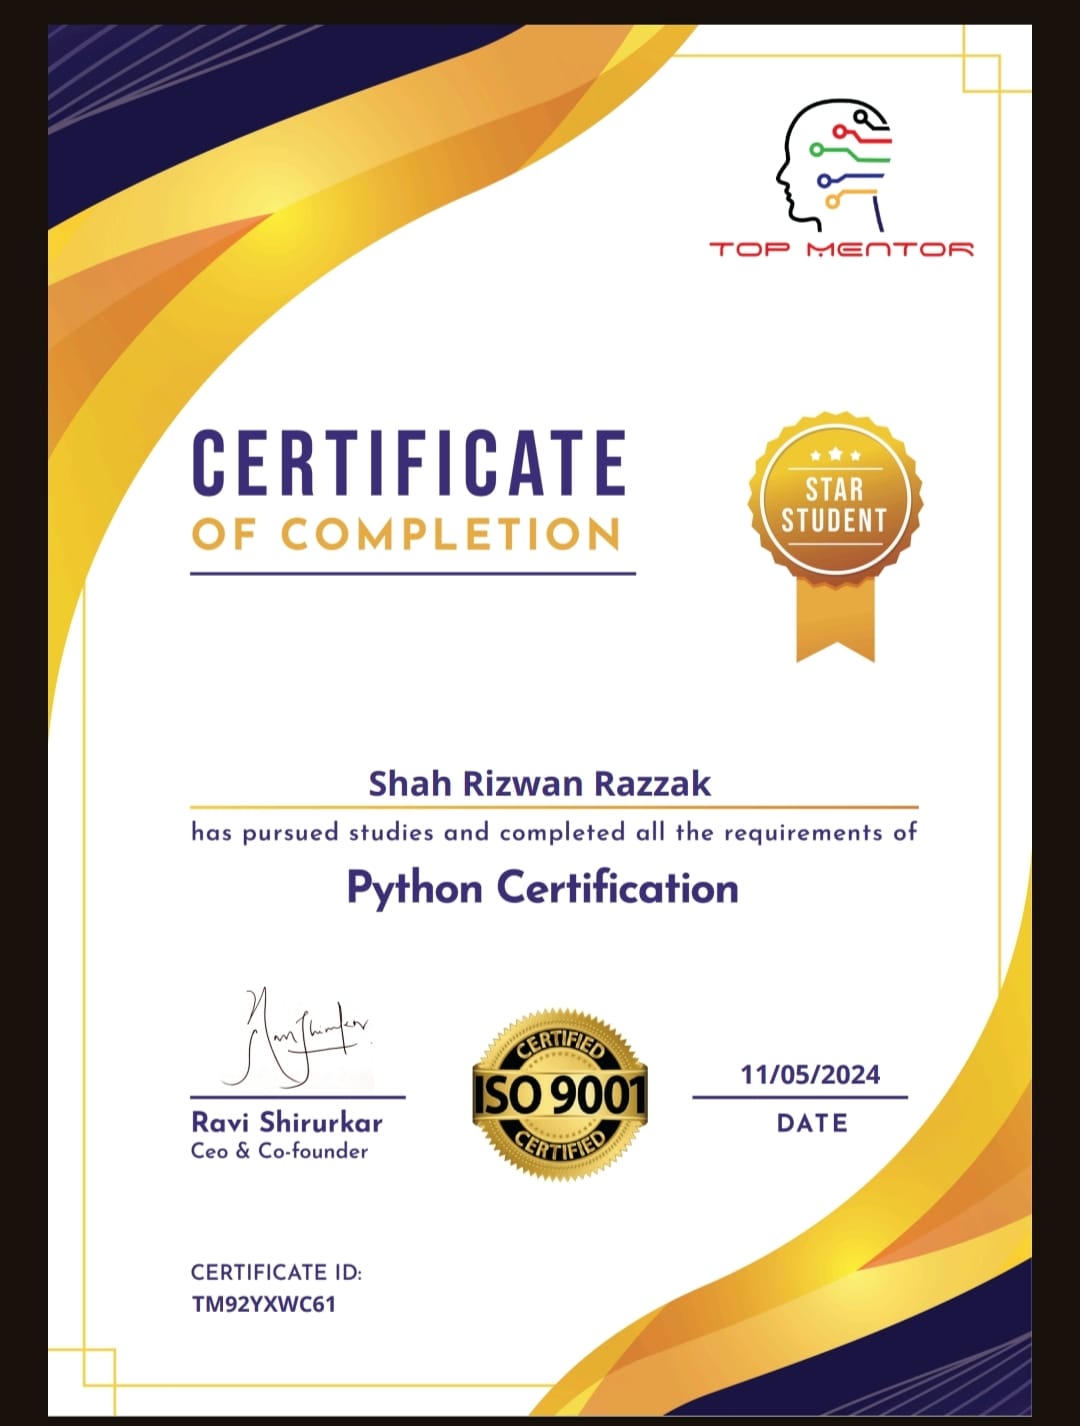 TOP MENTOR
CERTIFICATE
OF COMPLETION
STAR
STUDENT
Shah Rizwan Razzak
has pursued studies and completed all the requirements of
Python Certification
Ravi Shirurkar
Ceo & Co-founder
CERTIFIED
ISO 9001
CERTIFIED
11/05/2024
DATE
CERTIFICATE ID:
TM92YXWC61